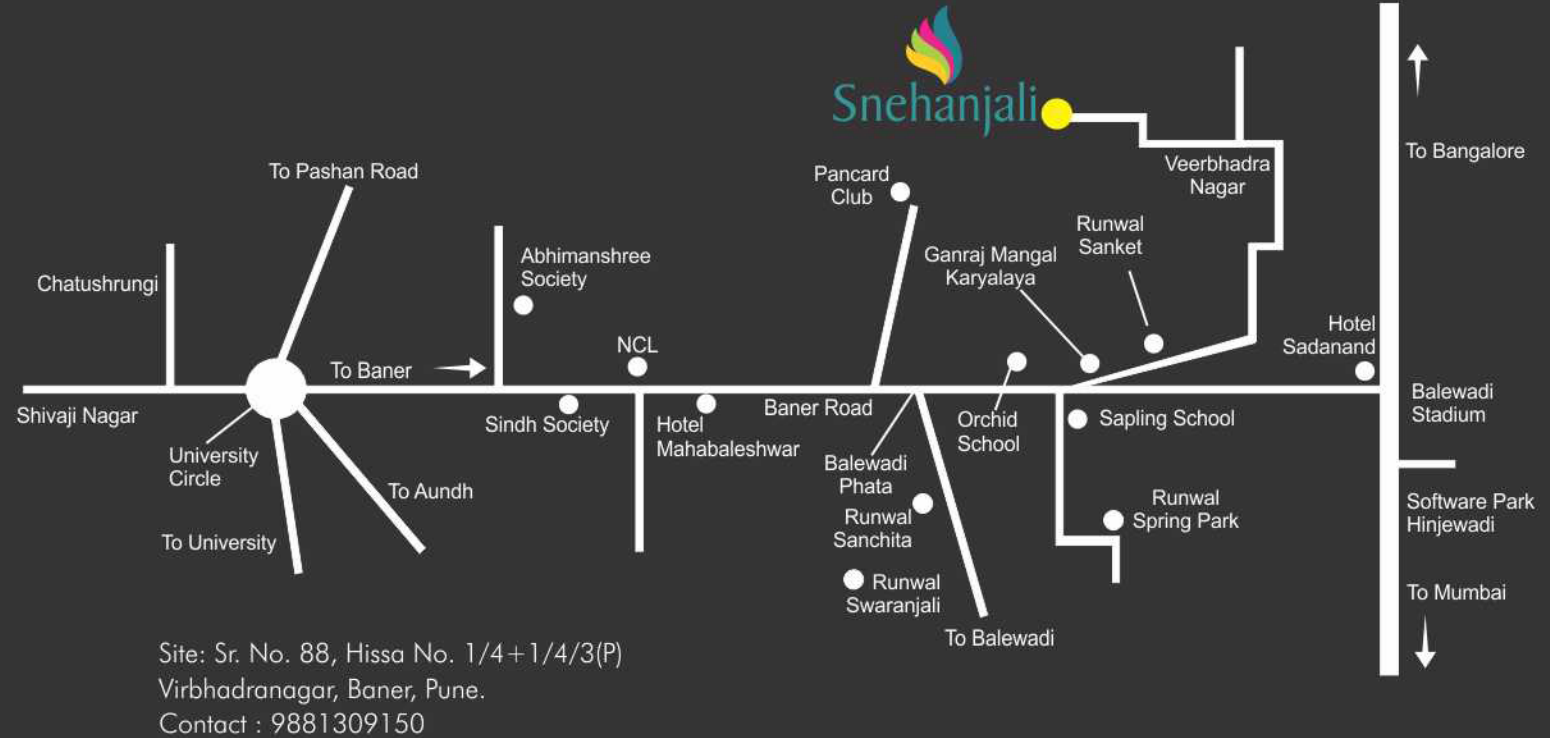 Snehanjali
To Bangalore
To Pashan Road
Veerbhadra
Nagar
Pancard
Club
Runwal
Sanket
Ganraj Mangal
Karyalaya
Abhimanshree
Society
Chatushrungi
Hotel
Sadanand
NCL
To Baner
Shivaji Nagar
Sindh Society
Hotel
Mahabaleshwar
Baner Road
Orchid
School
Sapling School
Balewadi
Stadium
University
Circle
Balewadi
Phata
To Aundh
Runwal
Sanchita
Runwal
Spring Park
Software Park
Hinjewadi
To University
Runwal
Swaranjali
To Mumbai
To Balewadi
Site: Sr. No. 88, Hissa No. 1/4+1/4/3(P)
Virbhadranagar, Baner, Pune.
Contact : 9881309150